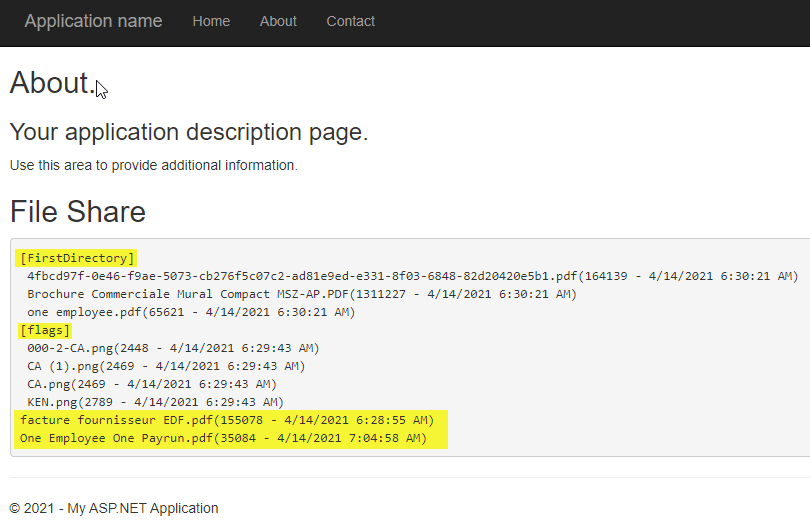 Application name Home About Contact
About.
Your application description page.
Use this area to provide additional information.
File Share
[FirstDirectory]
4fbcd97f-0e46-f9ae-5073-cb276f5c07c2-ad81e9ed-e331-8f03-6848-82d20420e5b1.pdf(164139 - 4/14/2021 6:30:21 AM)
Brochure Commerciale Mural Compact MSZ-AP.PDF(1311227 - 4/14/2021 6:30:21 AM)
one employee.pdf(65621 - 4/14/2021 6:30:21 AM)
[flags]
000-2-CA.png(2448 - 4/14/2021 6:29:43 AM)
CA (1).png(2469 - 4/14/2021 6:29:43 AM)
CA.png(2469 - 4/14/2021 6:29:43 AM)
KEN.png(2789 - 4/14/2021 6:29:43 AM)
facture fournisseur EDF.pdf(155078 - 4/14/2021 6:28:55 AM)
One Employee One Payrun.pdf(35084 - 4/14/2021 7:04:58 AM)
© 2021 - My ASP.NET Application